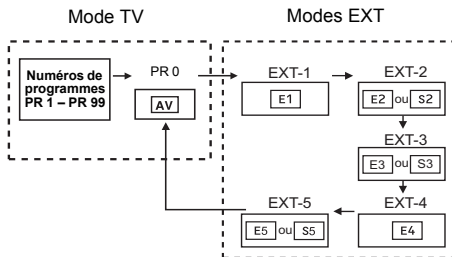 Mode TV
Modes EXT
Numéros de
programmes
PR 1 – PR 99
PR 0
AV
EXT-1
E1
EXT-2
E2 ou S2
EXT-3
E3 ou S3
EXT-4
E4
EXT-5
E5 ou S5